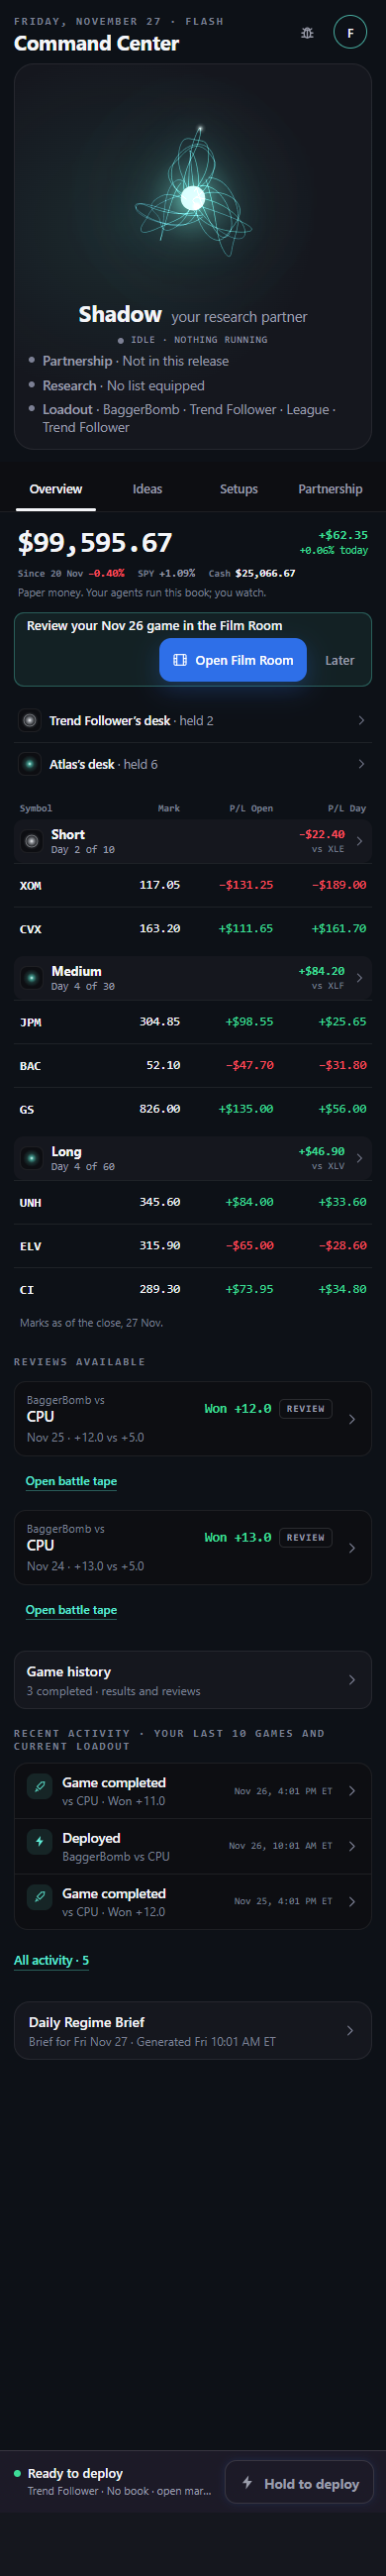 FRIDAY, NOVEMBER 27 · FLASH
Command Center
F
Shadow your research partner
IDLE · NOTHING RUNNING
Partnership · Not in this release
Research · No list equipped
Loadout · BaggerBomb · Trend Follower · League ·
Trend Follower
Overview Ideas Setups Partnership
$99,595.67 +$62.35
+0.06% today
Since 20 Nov −0.40% SPY +1.09% Cash $25,066.67
Paper money. Your agents run this book; you watch.
Review your Nov 26 game in the Film Room
Open Film Room Later
Trend Follower's desk · held 2
Atlas's desk · held 6
Symbol Mark P/L Open P/L Day
Short −$22.40
Day 2 of 10 vs XLE
XOM 117.05 −$131.25 −$189.00
CVX 163.20 +$111.65 +$161.70
Medium +$84.20
Day 4 of 30 vs XLF
JPM 304.85 +$98.55 +$25.65
BAC 52.10 −$47.70 −$31.80
GS 826.00 +$135.00 +$56.00
Long +$46.90
Day 4 of 60 vs XLV
UNH 345.60 +$84.00 +$33.60
ELV 315.90 −$65.00 −$28.60
CI 289.30 +$73.95 +$34.80
Marks as of the close, 27 Nov.
REVIEWS AVAILABLE
BaggerBomb vs
CPU Won +12.0 REVIEW
Nov 25 · +12.0 vs +5.0
Open battle tape
BaggerBomb vs
CPU Won +13.0 REVIEW
Nov 24 · +13.0 vs +5.0
Open battle tape
Game history
3 completed · results and reviews
RECENT ACTIVITY · YOUR LAST 10 GAMES AND
CURRENT LOADOUT
Game completed Nov 26, 4:01 PM ET
vs CPU · Won +11.0
Deployed Nov 26, 10:01 AM ET
BaggerBomb vs CPU
Game completed Nov 25, 4:01 PM ET
vs CPU · Won +12.0
All activity · 5
Daily Regime Brief
Brief for Fri Nov 27 · Generated Fri 10:01 AM ET
Ready to deploy
Trend Follower · No book · open mar...
Hold to deploy